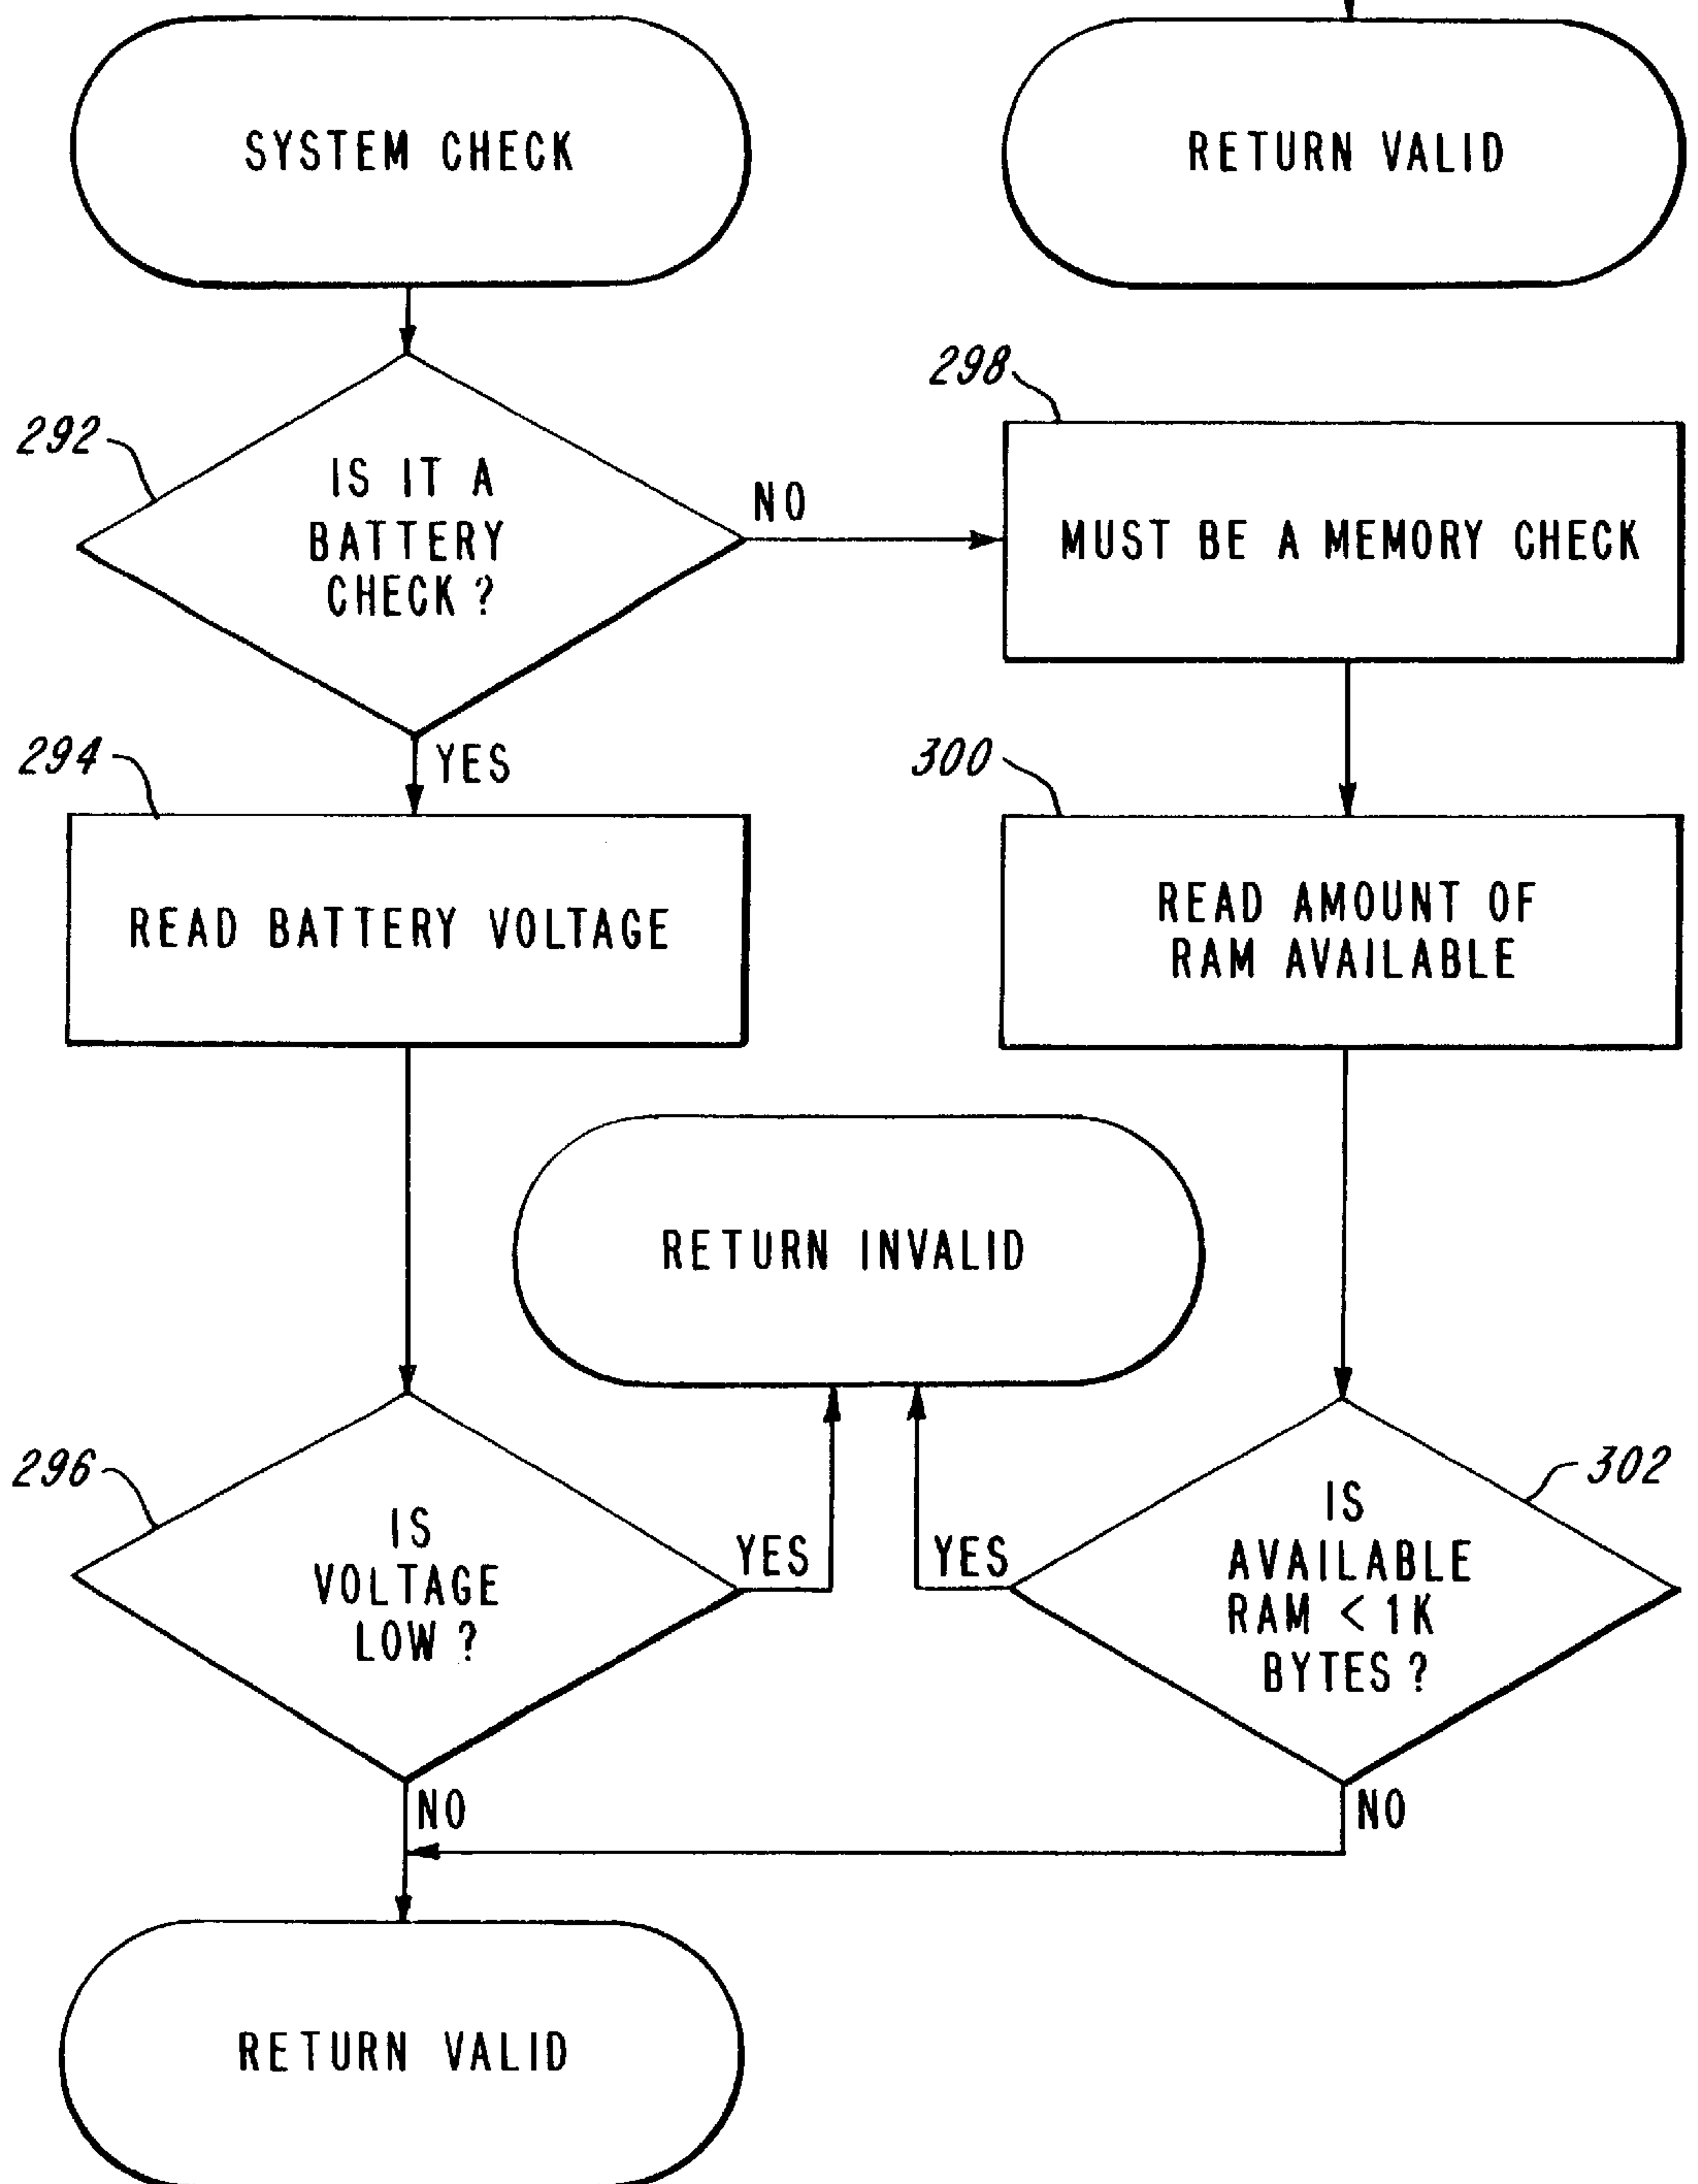 SYSTEM CHECK
RETURN VALID
292
IS IT A
BATTERY
CHECK ?
NO
298
MUST BE A MEMORY CHECK
YES
294
READ BATTERY VOLTAGE
300
READ AMOUNT OF
RAM AVAILABLE
RETURN INVALID
296
IS
VOLTAGE
LOW ?
YES
YES
302
IS
AVAILABLE
RAM < 1K
BYTES ?
NO
NO
RETURN VALID